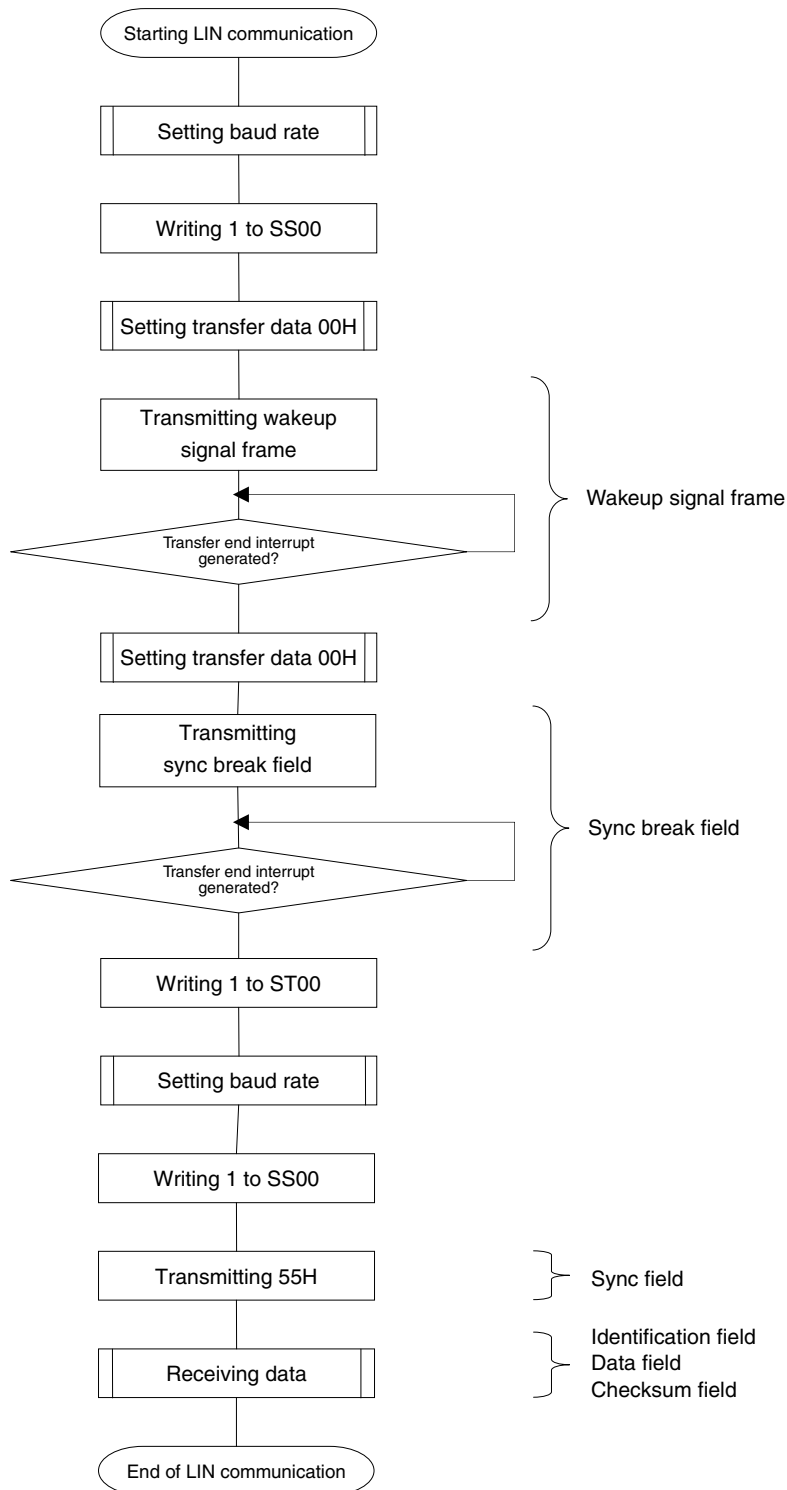 Starting LIN communication
Setting baud rate
Writing 1 to SS00
Setting transfer data 00H
Transmitting wakeup
signal frame
Wakeup signal frame
Transfer end interrupt
generated?
Setting transfer data 00H
Transmitting
sync break field
Sync break field
Transfer end interrupt
generated?
Writing 1 to ST00
Setting baud rate
Writing 1 to SS00
Transmitting 55H
Sync field
Receiving data
Identification field
Data field
Checksum field
End of LIN communication